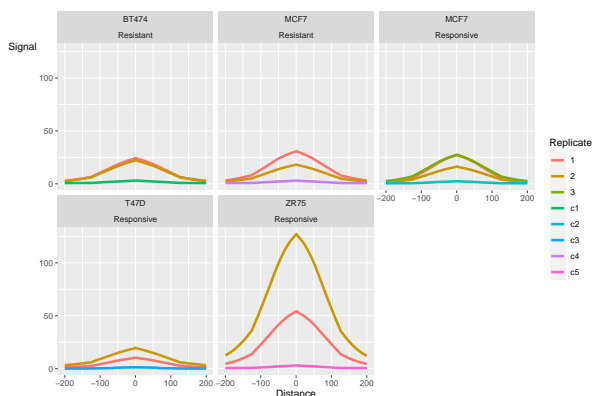 BT474
MCF7
MCF7
Resistant
Resistant
Responsive
Signal
100
50
0
−200
−100
0
100
200
T47D
ZR75
Responsive
Responsive
100
50
0
−200
−100
0
100
200
−200
−100
0
100
200
Distance
Replicate
1
2
3
c1
c2
c3
c4
c5